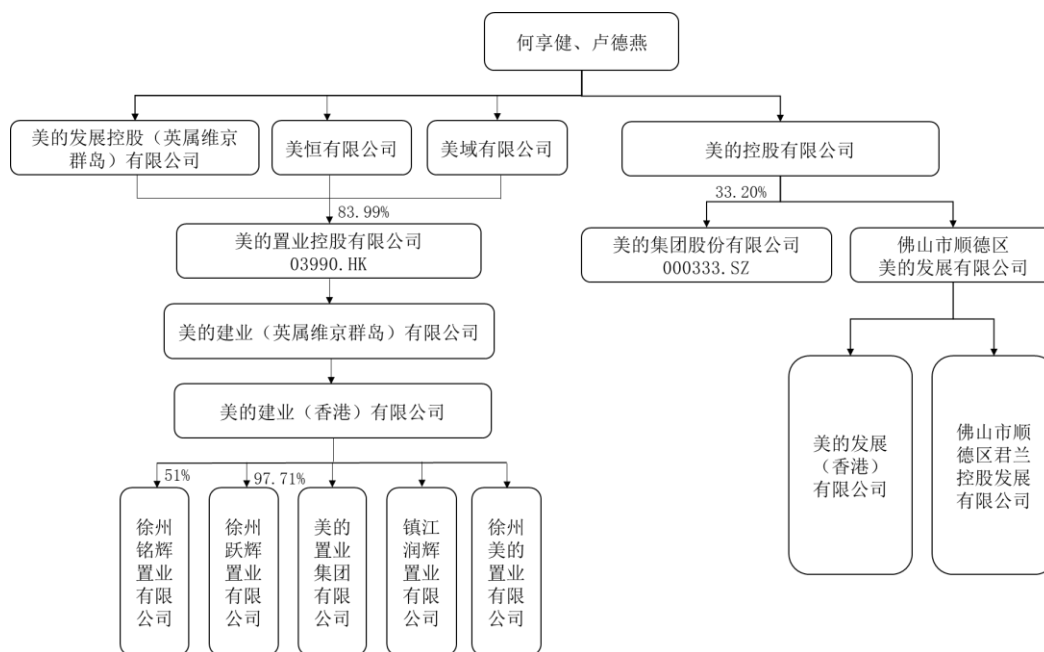 何享健、卢德燕
美的发展控股（英属维京
群岛）有限公司
美恒有限公司
美域有限公司
美的控股有限公司
33.20%
83.99%
美的置业控股有限公司
03990.HK
美的集团股份有限公司
000333.SZ
佛山市顺德区
美的发展有限公司
美的建业（英属维京群岛）有限公司
美的建业（香港）有限公司
美的发展
（香港）
有限公司
佛山市顺
德区君兰
控股发展
有限公司
51%
97.71%
徐州
铭辉
置业
有限
公司
徐州
跃辉
置业
有限
公司
美的
置业
集团
有限
公司
镇江
润辉
置业
有限
公司
徐州
美的
置业
有限
公司